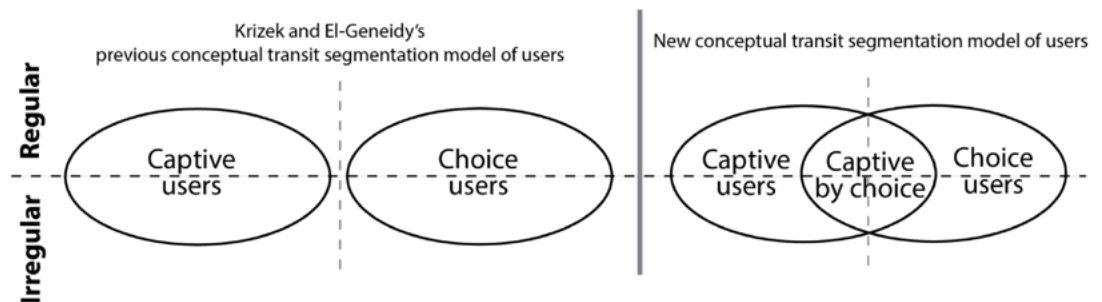 Krizek and El-Geneidy's
previous conceptual transit segmentation model of users
New conceptual transit segmentation model of users
Regular
Irregular
Captive
users
Choice
users
Captive
users
Captive
by choice
Choice
users